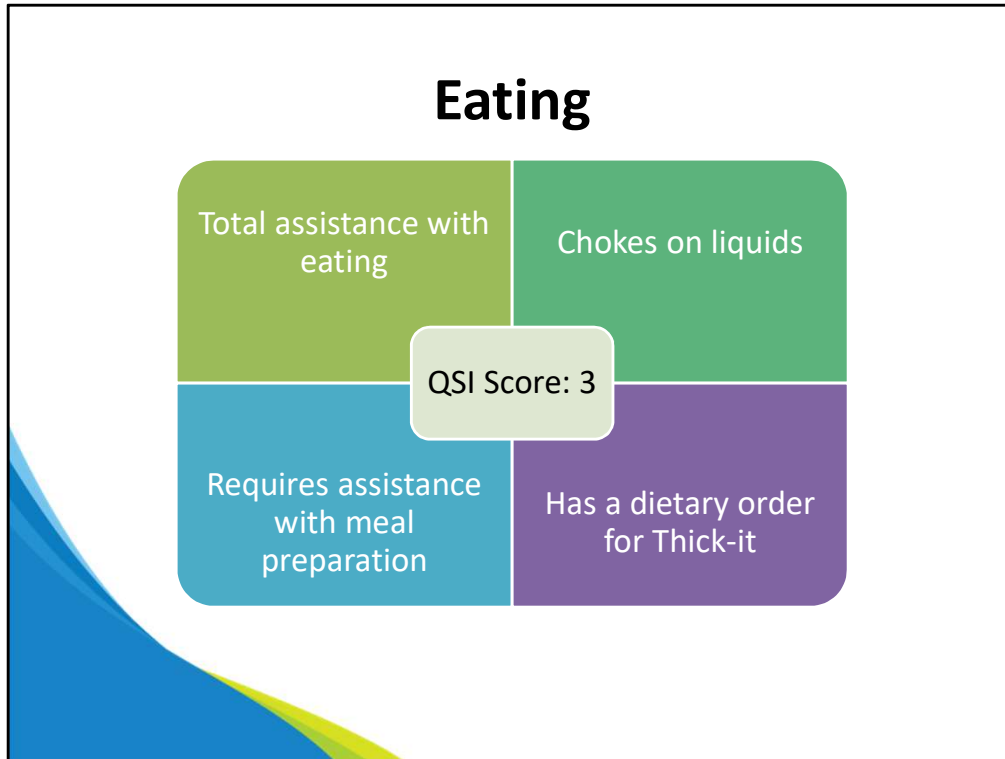 Eating
Total assistance with
eating
Chokes on liquids
QSI Score: 3
Requires assistance
with meal
preparation
Has a dietary order
for Thick-it